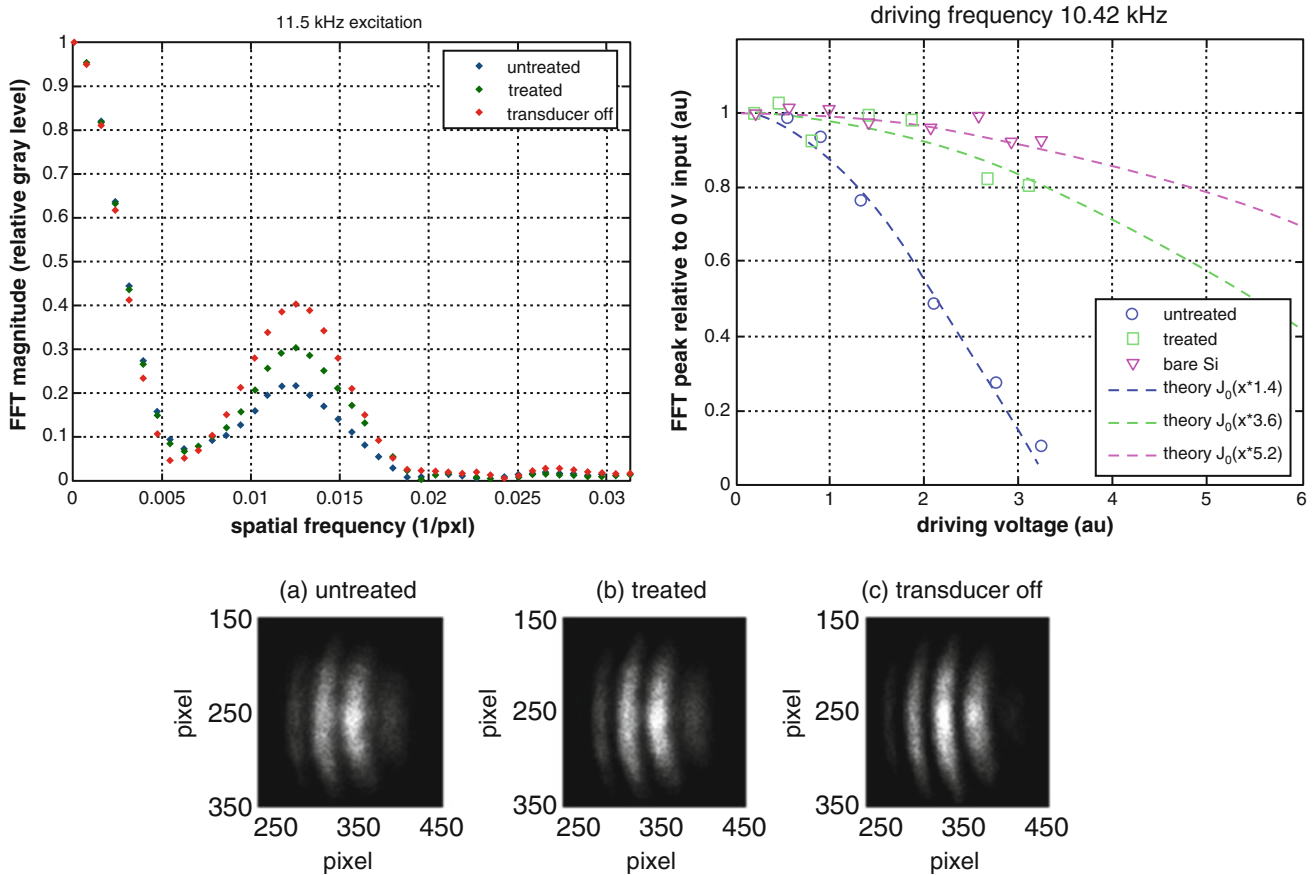 11.5 kHz excitation
FFT magnitude (relative gray level)
1
0.9
0.8
0.7
0.6
0.5
0.4
0.3
0.2
0.1
0
untreated
treated
transducer off
0 0.005 0.01 0.015 0.02 0.025 0.03
spatial frequency (1/pxl)
driving frequency 10.42 kHz
FFT peak relative to 0 V input (au)
1
0.8
0.6
0.4
0.2
0
untreated
treated
bare Si
theory J₀(x*1.4)
theory J₀(x*3.6)
theory J₀(x*5.2)
0 1 2 3 4 5 6
driving voltage (au)
(a) untreated
150
250
350
pixel
250 350 450
pixel
(b) treated
150
250
350
pixel
250 350 450
pixel
(c) transducer off
150
250
350
pixel
250 350 450
pixel